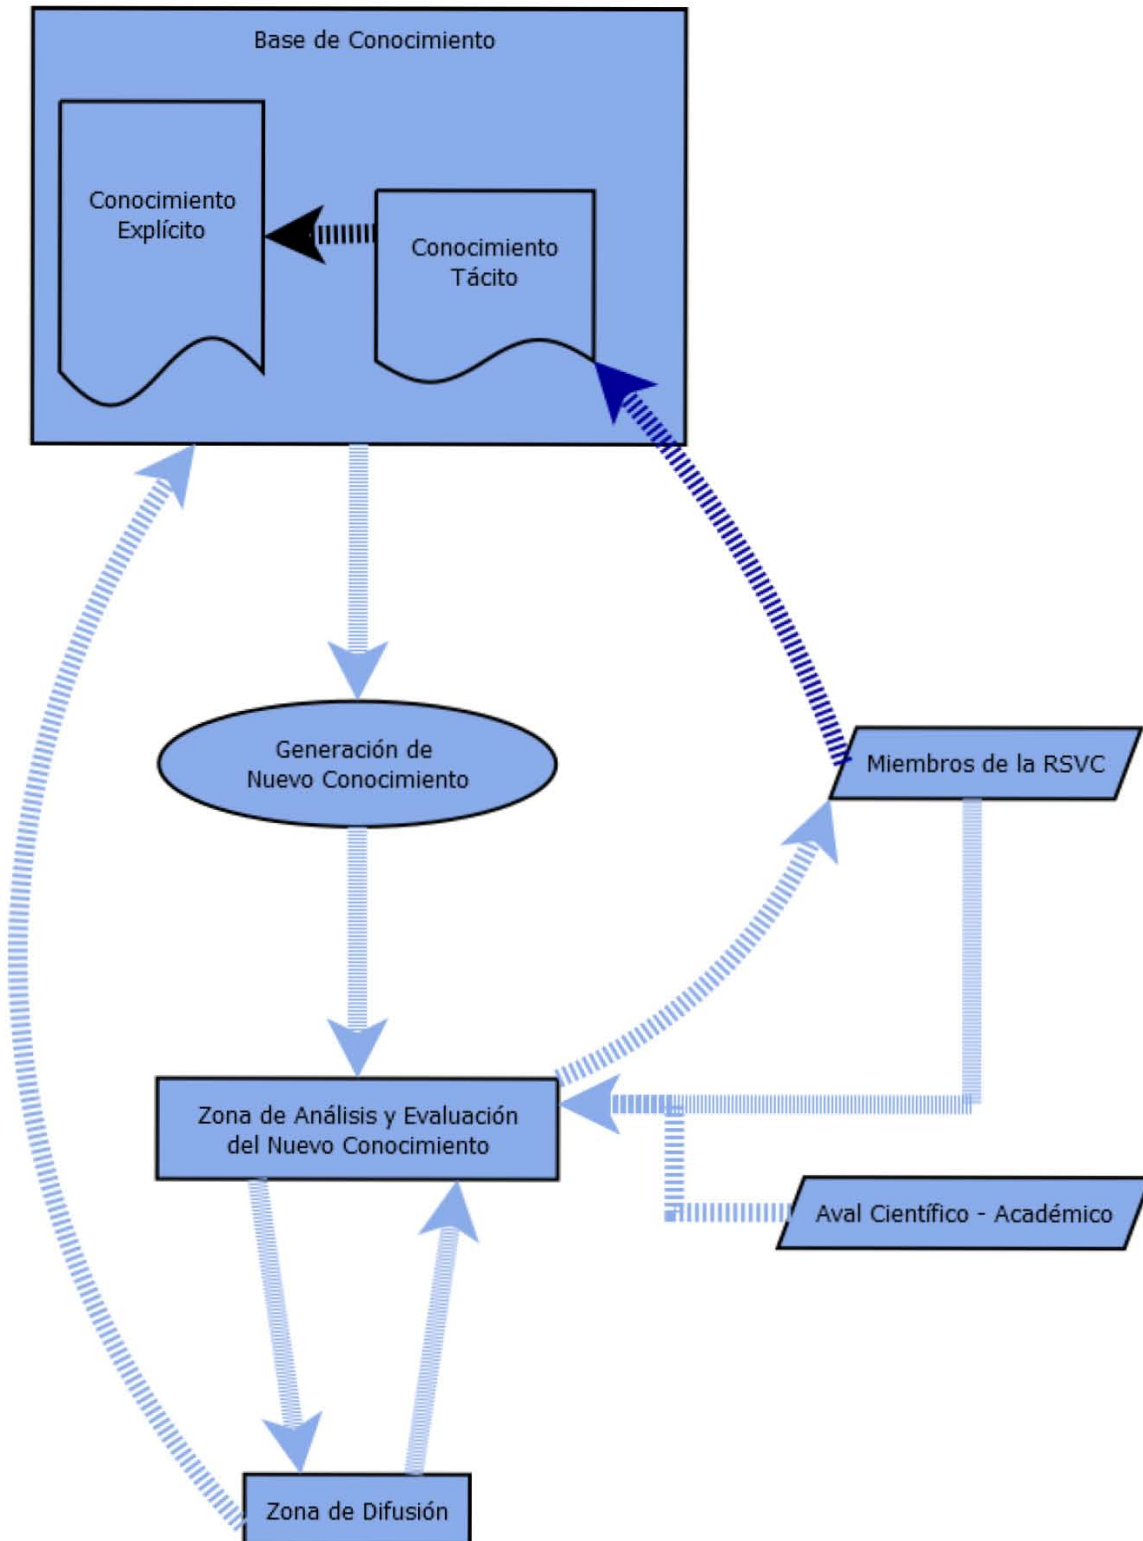 Base de Conocimiento
Conocimiento
Explícito
Conocimiento
Tácito
Generación de
Nuevo Conocimiento
Miembros de la RSVC
Zona de Análisis y Evaluación
del Nuevo Conocimiento
Aval Científico - Académico
Zona de Difusión